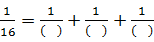 1/16 = 1/( ) + 1/( ) + 1/( )